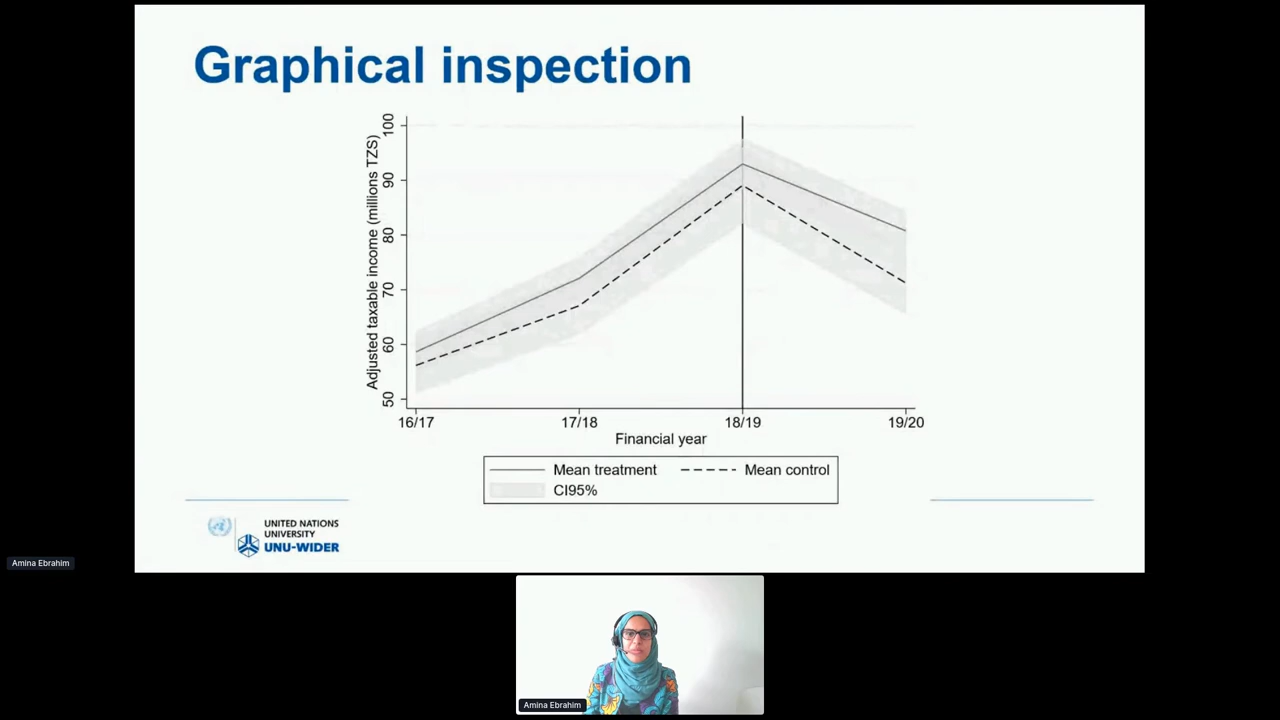 Graphical inspection
Adjusted taxable income (millions TZS)
100
90
80
70
60
50
16/17 17/18 18/19 19/20
Financial year
Mean treatment Mean control
CI95%
UNITED NATIONS
UNIVERSITY
UNU-WIDER
Amina Ebrahim
Amina Ebrahim